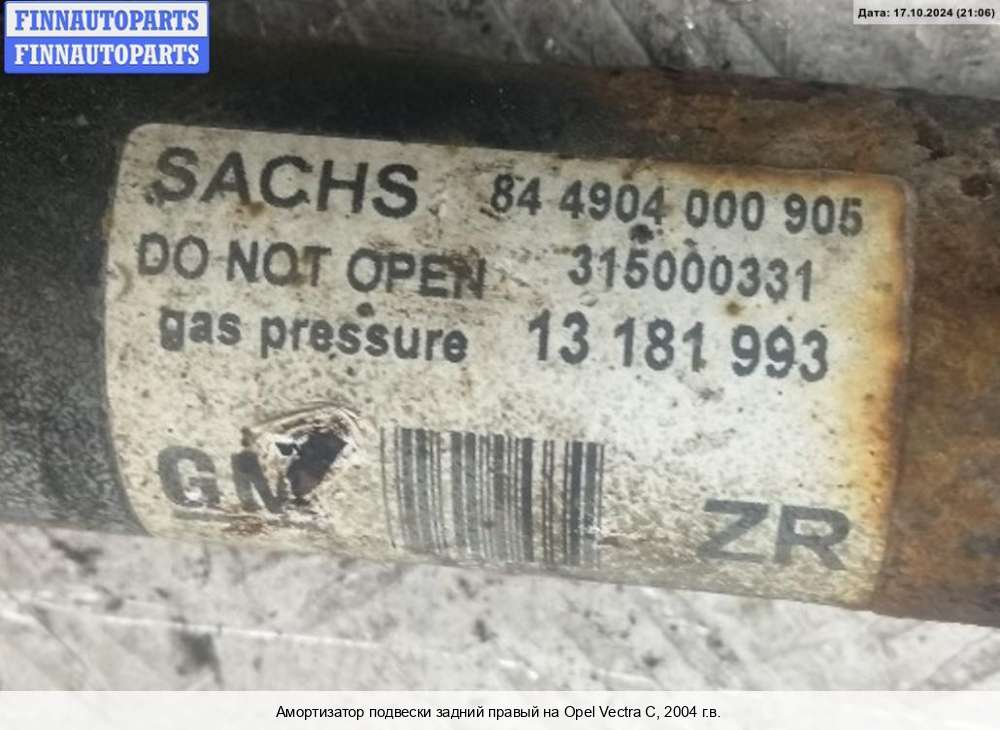 FINNAUTOPARTS
FINNAUTOPARTS
Дата: 17.10.2024 (21:06)
SACHS 84 4904 000 905
DO NOT OPEN 315000331
gas pressure 13 181 993
GM
ZR
Амортизатор подвески задний правый на Opel Vectra C, 2004 г.в.